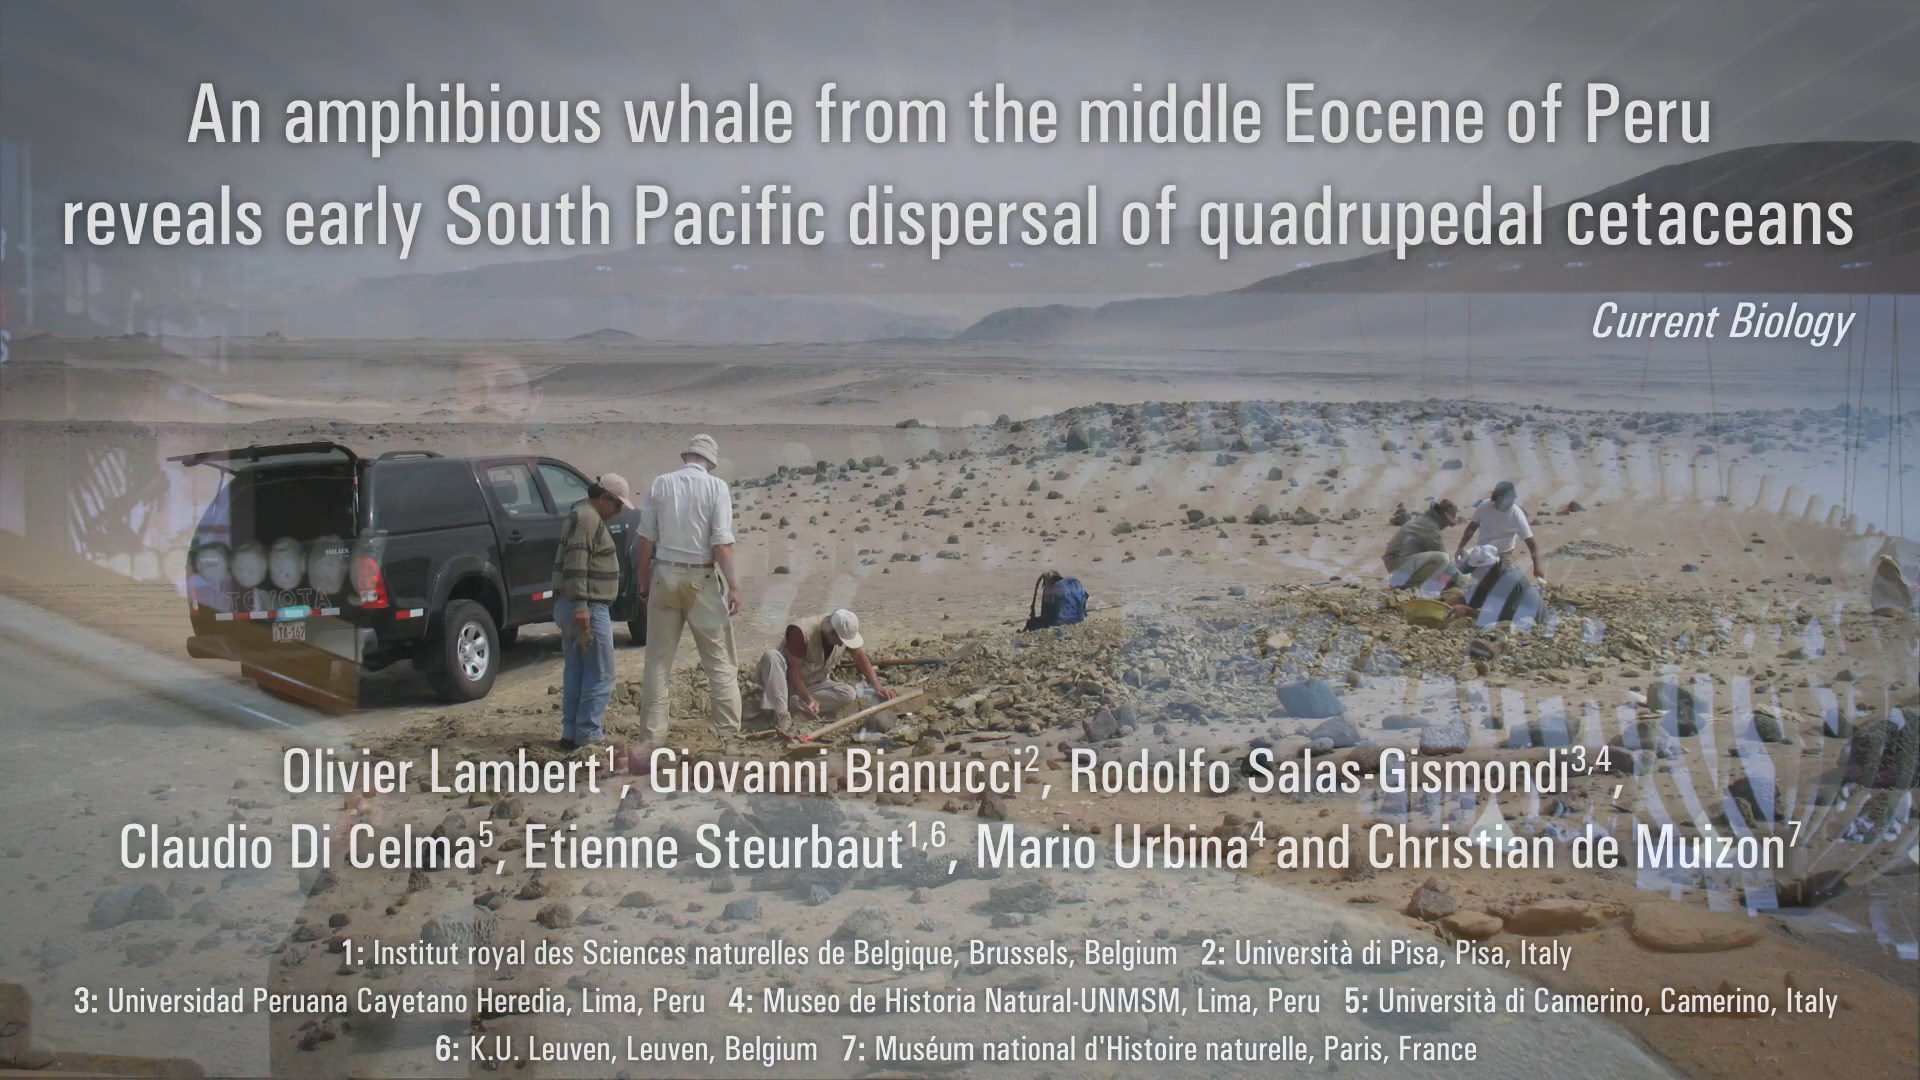 An amphibious whale from the middle Eocene of Peru
reveals early South Pacific dispersal of quadrupedal cetaceans
Current Biology
HILUX
TOYOTA
Olivier Lambert1, Giovanni Bianucci2, Rodolfo Salas-Gismondi3,4,
Claudio Di Celma5, Etienne Steurbaut1,6, Mario Urbina4 and Christian de Muizon7
1: Institut royal des Sciences naturelles de Belgique, Brussels, Belgium 2: Università di Pisa, Pisa, Italy
3: Universidad Peruana Cayetano Heredia, Lima, Peru 4: Museo de Historia Natural-UNMSM, Lima, Peru 5: Università di Camerino, Camerino, Italy
6: K.U. Leuven, Leuven, Belgium 7: Muséum national d'Histoire naturelle, Paris, France